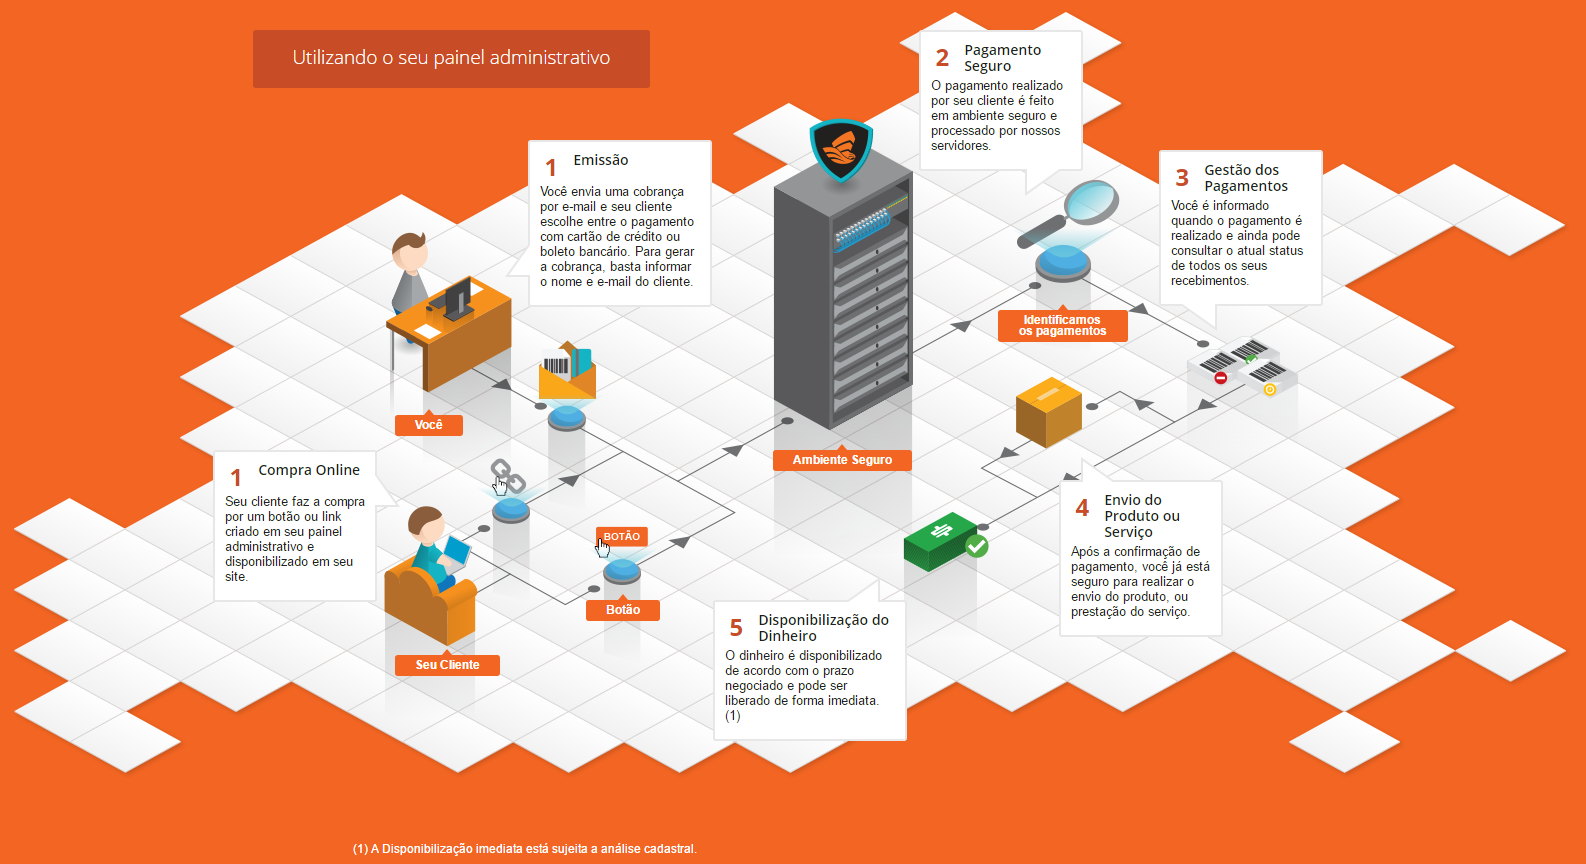 Utilizando o seu painel administrativo
1 Emissão
Você envia uma cobrança
por e-mail e seu cliente
escolhe entre o pagamento
com cartão de crédito ou
boleto bancário. Para gerar
a cobrança, basta informar
o nome e e-mail do cliente.
2 Pagamento
Seguro
O pagamento realizado
por seu cliente é feito
em ambiente seguro e
processado por nossos
servidores.
3 Gestão dos
Pagamentos
Você é informado
quando o pagamento é
realizado e ainda pode
consultar o atual status
de todos os seus
recebimentos.
Identificamos
os pagamentos
Você
Ambiente Seguro
1 Compra Online
Seu cliente faz a compra
por um botão ou link
criado em seu painel
administrativo e
disponibilizado em seu
site.
BOTÃO
Botão
Seu Cliente
4 Envio do
Produto ou
Serviço
Após a confirmação de
pagamento, você já está
seguro para realizar o
envio do produto, ou
prestação do serviço.
5 Disponibilização do
Dinheiro
O dinheiro é disponibilizado
de acordo com o prazo
negociado e pode ser
liberado de forma imediata.
(1)
(1) A Disponibilização imediata está sujeita a análise cadastral.